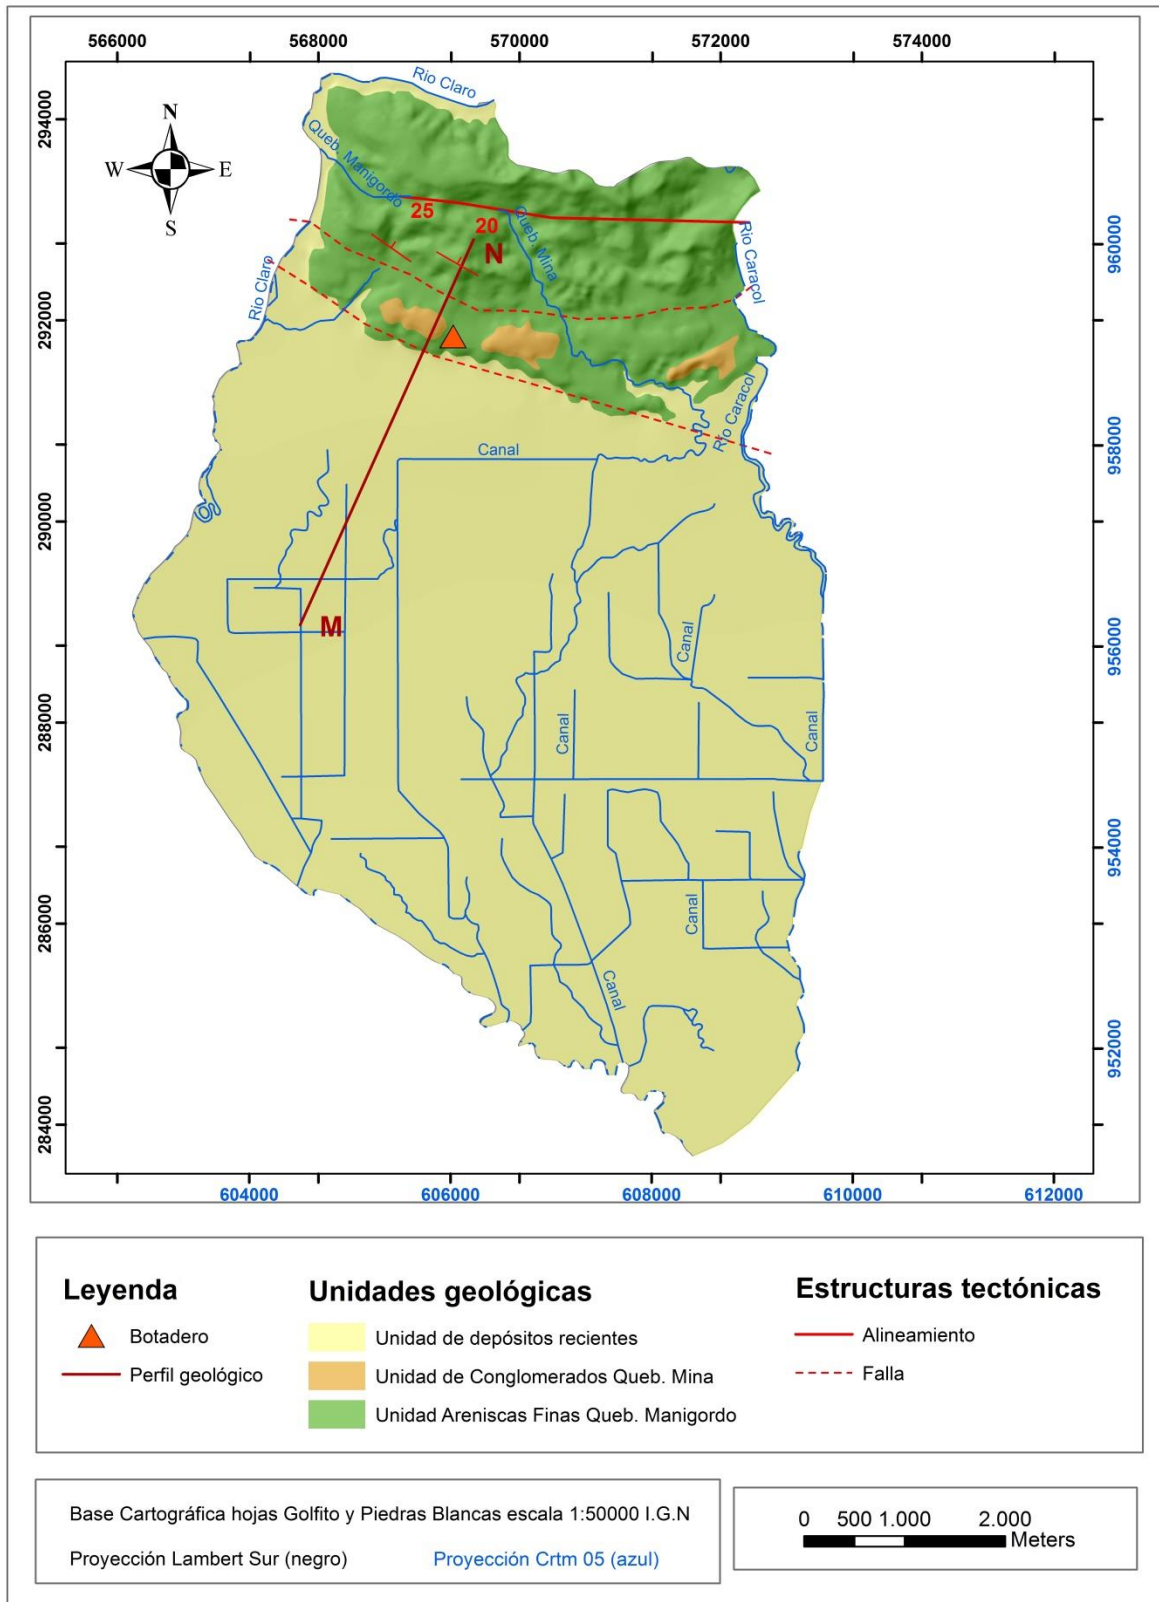 566000 568000 570000 572000 574000
Rio Claro
294000
N
W E
S
Queb. Manigordo
25
20
Queb. Mina
N
Rio Caracol
960000
Rio Claro
292000
Rio Caracol
958000
Canal
290000
M
956000
Canal
288000
Canal
Canal
954000
286000
Canal
Canal
952000
284000
604000 606000 608000 610000 612000
Leyenda
Botadero
Perfil geológico
Unidades geológicas
Unidad de depósitos recientes
Unidad de Conglomerados Queb. Mina
Unidad Areniscas Finas Queb. Manigordo
Estructuras tectónicas
Alineamiento
Falla
Base Cartográfica hojas Golfito y Piedras Blancas escala 1:50000 I.G.N
Proyección Lambert Sur (negro) Proyección Crtm 05 (azul)
0 500 1.000 2.000
Meters